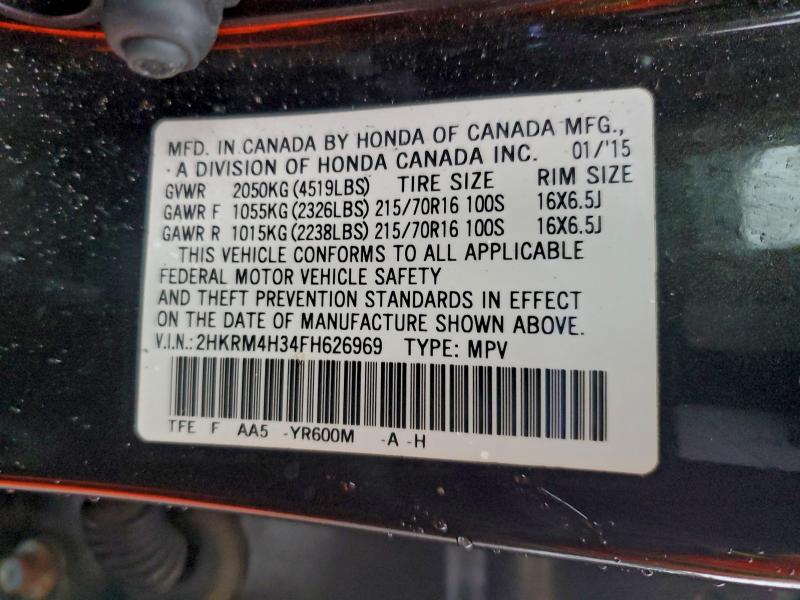 MFD. IN CANADA BY HONDA OF CANADA MFG.,
A DIVISION OF HONDA CANADA INC. 01/'15
GVWR 2050KG (4519LBS) TIRE SIZE RIM SIZE
GAWR F 1055KG (2326LBS) 215/70R16 100S 16X6.5J
GAWR R 1015KG (2238LBS) 215/70R16 100S 16X6.5J
THIS VEHICLE CONFORMS TO ALL APPLICABLE
FEDERAL MOTOR VEHICLE SAFETY
AND THEFT PREVENTION STANDARDS IN EFFECT
ON THE DATE OF MANUFACTURE SHOWN ABOVE.
V.I.N.: 2HKRM4H34FH626969 TYPE: MPV
TFE F AA5 -YR600M -A -H